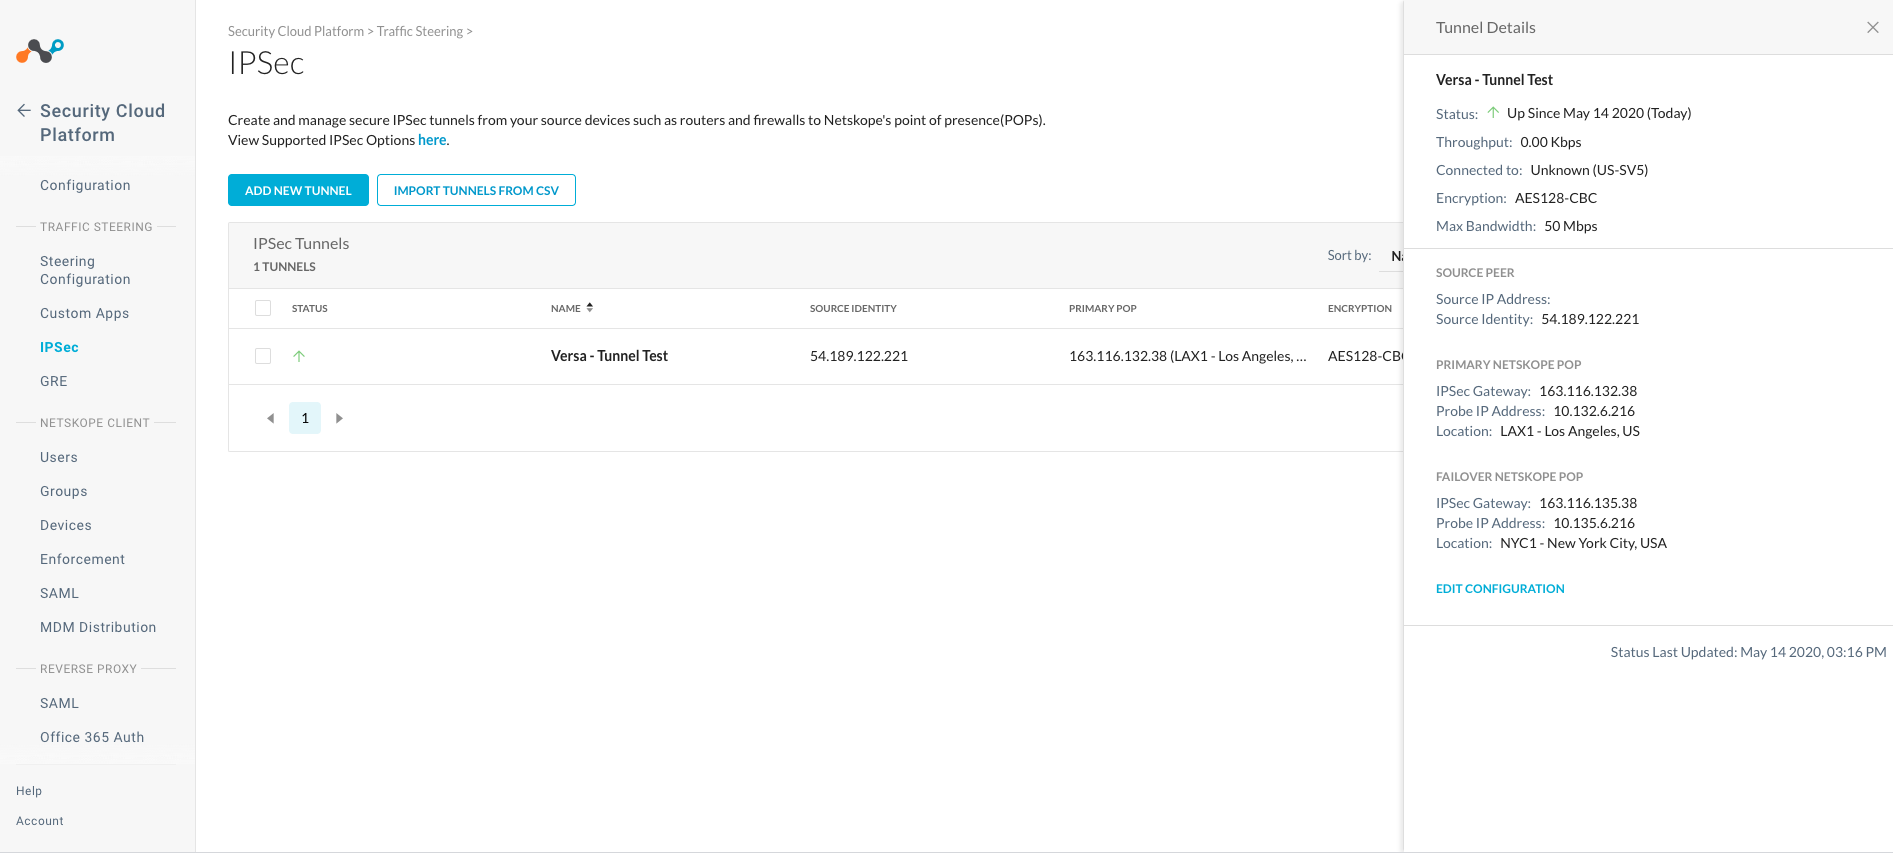 Security Cloud
Platform
Configuration
TRAFFIC STEERING
Steering
Configuration
Custom Apps
IPSec
GRE
NETSKOPE CLIENT
Users
Groups
Devices
Enforcement
SAML
MDM Distribution
REVERSE PROXY
SAML
Office 365 Auth
Help
Account
Security Cloud Platform > Traffic Steering >
IPSec
Create and manage secure IPSec tunnels from your source devices such as routers and firewalls to Netskope's point of presence(POPs).
View Supported IPSec Options here.
ADD NEW TUNNEL IMPORT TUNNELS FROM CSV
IPSec Tunnels
1 TUNNELS
Sort by:
STATUS NAME SOURCE IDENTITY PRIMARY POP ENCRYPTION
Versa - Tunnel Test 54.189.122.221 163.116.132.38 (LAX1 - Los Angeles, ... AES128-CB
1
Tunnel Details
Versa - Tunnel Test
Status: Up Since May 14 2020 (Today)
Throughput: 0.00 Kbps
Connected to: Unknown (US-SV5)
Encryption: AES128-CBC
Max Bandwidth: 50 Mbps
SOURCE PEER
Source IP Address:
Source Identity: 54.189.122.221
PRIMARY NETSKOPE POP
IPSec Gateway: 163.116.132.38
Probe IP Address: 10.132.6.216
Location: LAX1 - Los Angeles, US
FAILOVER NETSKOPE POP
IPSec Gateway: 163.116.135.38
Probe IP Address: 10.135.6.216
Location: NYC1 - New York City, USA
EDIT CONFIGURATION
Status Last Updated: May 14 2020, 03:16 PM